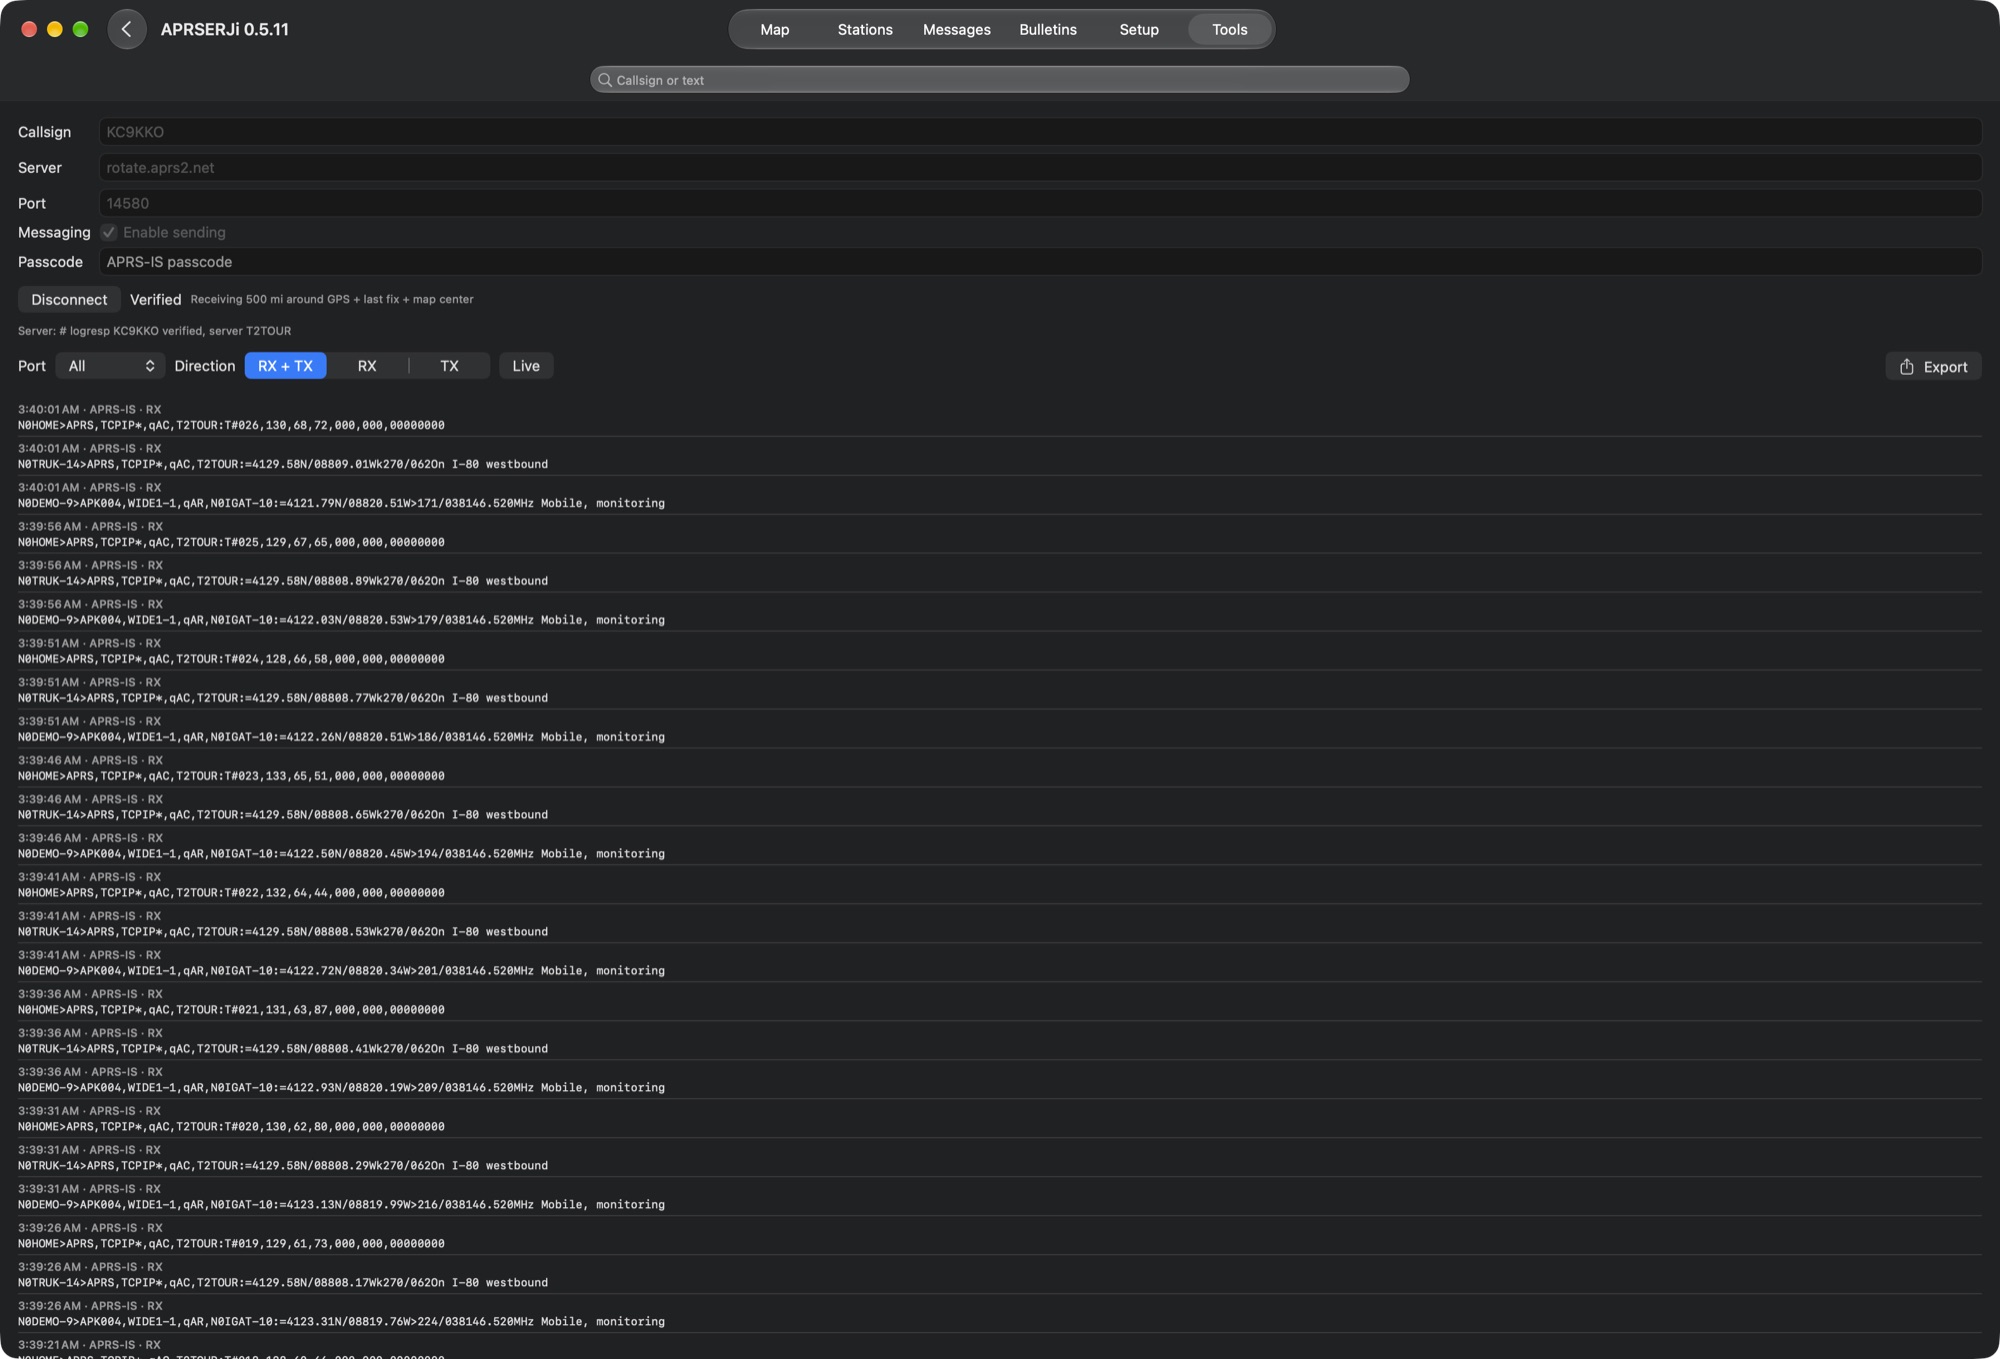 APRSERJi 0.5.11
Map Stations Messages Bulletins Setup Tools
Callsign or text
Callsign KC9KKO
Server rotate.aprs2.net
Port 14580
Messaging Enable sending
Passcode APRS-IS passcode
Disconnect Verified Receiving 500 mi around GPS + last fix + map center
Server: # logresp KC9KKO verified, server T2TOUR
Port All Direction RX + TX RX TX Live Export
3:40:01 AM · APRS-IS · RX
N0HOME>APRS,TCPIP*,qAC,T2TOUR:T#026,130,68,72,000,000,00000000
3:40:01 AM · APRS-IS · RX
N0TRUK-14>APRS,TCPIP*,qAC,T2TOUR:=4129.58N/08809.01Wk270/062On I-80 westbound
3:40:01 AM · APRS-IS · RX
N0DEMO-9>APK004,WIDE1-1,qAR,N0IGAT-10:=4121.79N/08820.51W>171/038146.520MHz Mobile, monitoring
3:39:56 AM · APRS-IS · RX
N0HOME>APRS,TCPIP*,qAC,T2TOUR:T#025,129,67,65,000,000,00000000
3:39:56 AM · APRS-IS · RX
N0TRUK-14>APRS,TCPIP*,qAC,T2TOUR:=4129.58N/08808.89Wk270/062On I-80 westbound
3:39:56 AM · APRS-IS · RX
N0DEMO-9>APK004,WIDE1-1,qAR,N0IGAT-10:=4122.03N/08820.53W>179/038146.520MHz Mobile, monitoring
3:39:51 AM · APRS-IS · RX
N0HOME>APRS,TCPIP*,qAC,T2TOUR:T#024,128,66,58,000,000,00000000
3:39:51 AM · APRS-IS · RX
N0TRUK-14>APRS,TCPIP*,qAC,T2TOUR:=4129.58N/08808.77Wk270/062On I-80 westbound
3:39:51 AM · APRS-IS · RX
N0DEMO-9>APK004,WIDE1-1,qAR,N0IGAT-10:=4122.26N/08820.51W>186/038146.520MHz Mobile, monitoring
3:39:46 AM · APRS-IS · RX
N0HOME>APRS,TCPIP*,qAC,T2TOUR:T#023,133,65,51,000,000,00000000
3:39:46 AM · APRS-IS · RX
N0TRUK-14>APRS,TCPIP*,qAC,T2TOUR:=4129.58N/08808.65Wk270/062On I-80 westbound
3:39:46 AM · APRS-IS · RX
N0DEMO-9>APK004,WIDE1-1,qAR,N0IGAT-10:=4122.50N/08820.45W>194/038146.520MHz Mobile, monitoring
3:39:41 AM · APRS-IS · RX
N0HOME>APRS,TCPIP*,qAC,T2TOUR:T#022,132,64,44,000,000,00000000
3:39:41 AM · APRS-IS · RX
N0TRUK-14>APRS,TCPIP*,qAC,T2TOUR:=4129.58N/08808.53Wk270/062On I-80 westbound
3:39:41 AM · APRS-IS · RX
N0DEMO-9>APK004,WIDE1-1,qAR,N0IGAT-10:=4122.72N/08820.34W>201/038146.520MHz Mobile, monitoring
3:39:36 AM · APRS-IS · RX
N0HOME>APRS,TCPIP*,qAC,T2TOUR:T#021,131,63,87,000,000,00000000
3:39:36 AM · APRS-IS · RX
N0TRUK-14>APRS,TCPIP*,qAC,T2TOUR:=4129.58N/08808.41Wk270/062On I-80 westbound
3:39:36 AM · APRS-IS · RX
N0DEMO-9>APK004,WIDE1-1,qAR,N0IGAT-10:=4122.93N/08820.19W>209/038146.520MHz Mobile, monitoring
3:39:31 AM · APRS-IS · RX
N0HOME>APRS,TCPIP*,qAC,T2TOUR:T#020,130,62,80,000,000,00000000
3:39:31 AM · APRS-IS · RX
N0TRUK-14>APRS,TCPIP*,qAC,T2TOUR:=4129.58N/08808.29Wk270/062On I-80 westbound
3:39:31 AM · APRS-IS · RX
N0DEMO-9>APK004,WIDE1-1,qAR,N0IGAT-10:=4123.13N/08819.99W>216/038146.520MHz Mobile, monitoring
3:39:26 AM · APRS-IS · RX
N0HOME>APRS,TCPIP*,qAC,T2TOUR:T#019,129,61,73,000,000,00000000
3:39:26 AM · APRS-IS · RX
N0TRUK-14>APRS,TCPIP*,qAC,T2TOUR:=4129.58N/08808.17Wk270/062On I-80 westbound
3:39:26 AM · APRS-IS · RX
N0DEMO-9>APK004,WIDE1-1,qAR,N0IGAT-10:=4123.31N/08819.76W>224/038146.520MHz Mobile, monitoring
3:39:21 AM · APRS-IS · RX